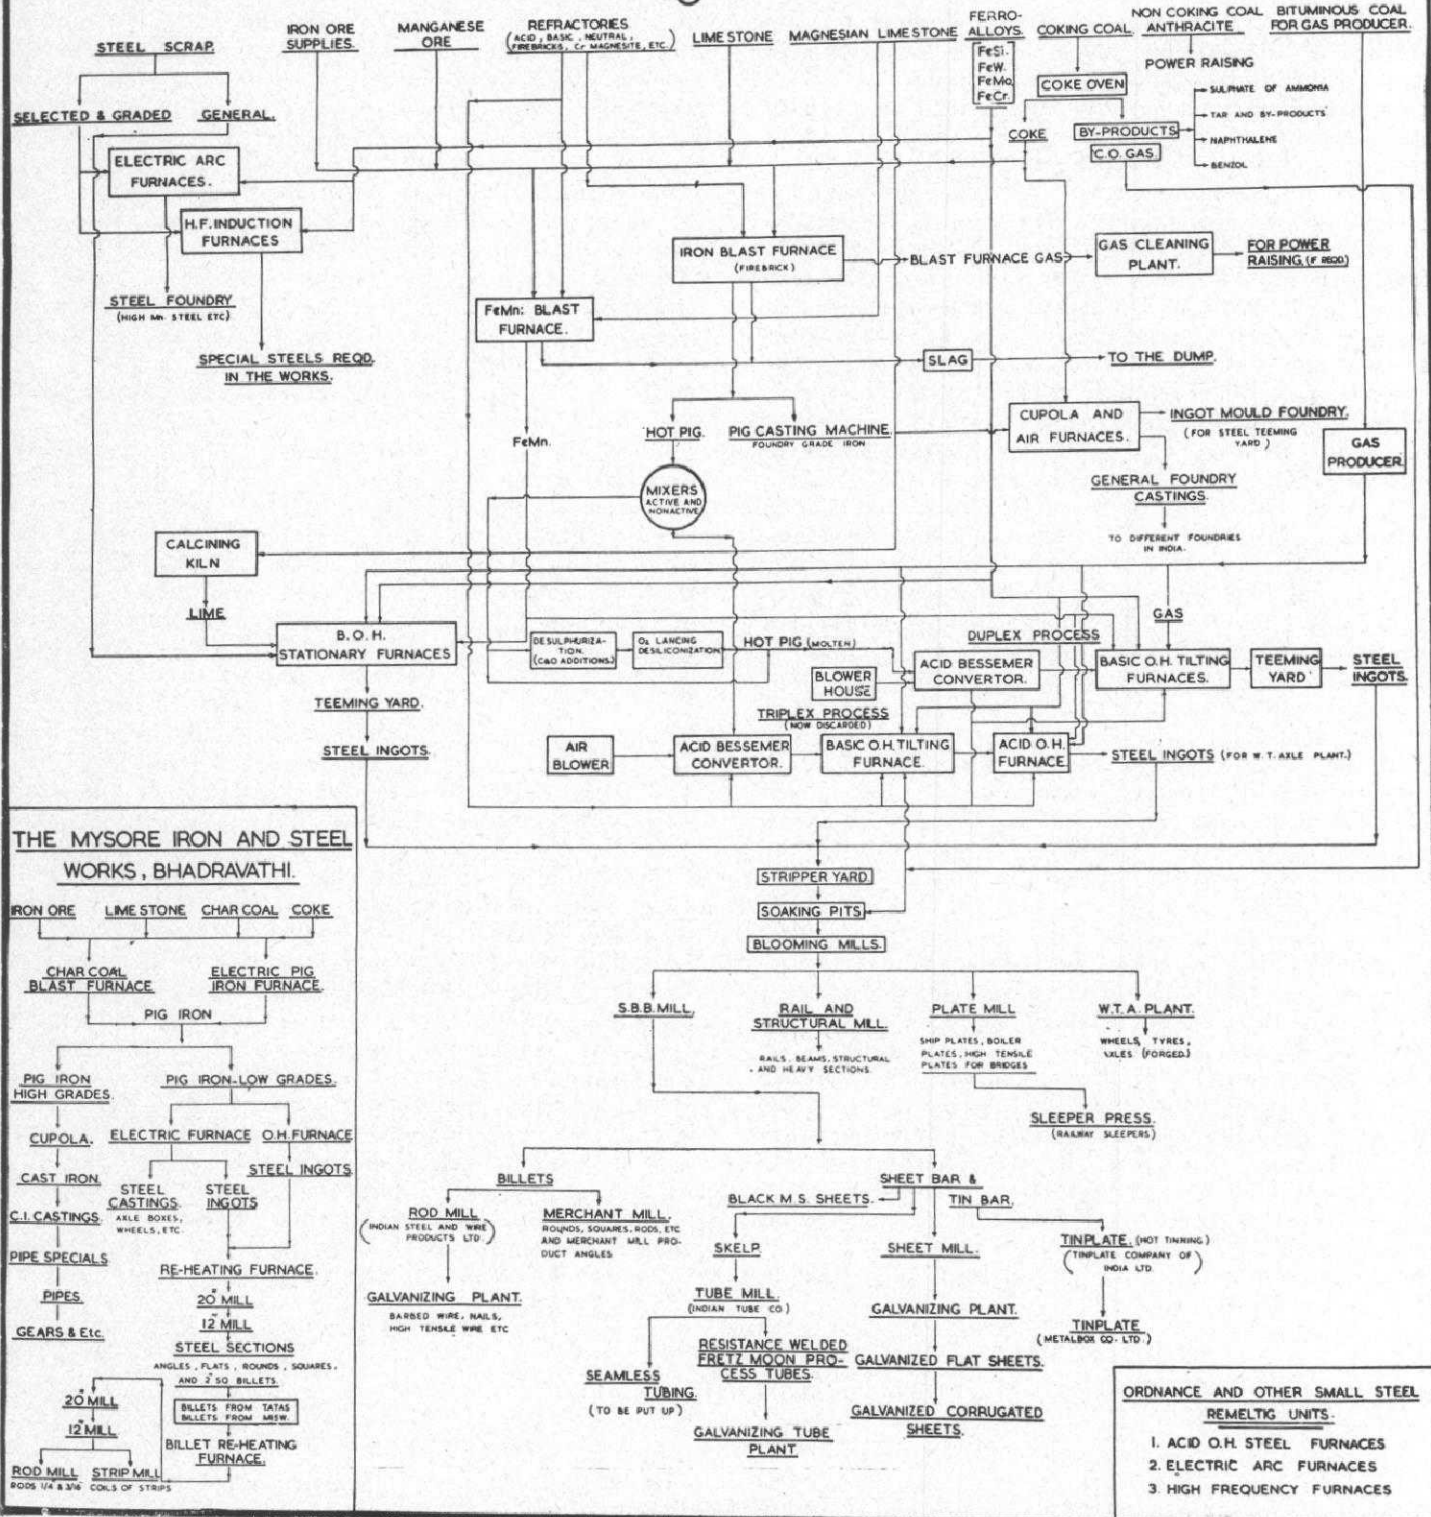 STEEL SCRAP.
IRON ORE
SUPPLIES.
MANGANESE
ORE
REFRACTORIES
(ACID, BASIC, NEUTRAL,
FIREBRICKS, Cr MAGNESITE, ETC.)
LIME STONE
MAGNESIAN LIMESTONE
FERRO-
ALLOYS.
FeSi.
FeW.
FeMo.
FeCr.
COKING COAL.
NON COKING COAL
ANTHRACITE
BITUMINOUS COAL
FOR GAS PRODUCER.
POWER RAISING
COKE OVEN
SULPHATE OF AMMONIA
TAR AND BY-PRODUCTS
NAPHTHALENE
BENZOL
COKE
BY-PRODUCTS
C.O. GAS.
SELECTED & GRADED
GENERAL.
ELECTRIC ARC
FURNACES.
H.F. INDUCTION
FURNACES
STEEL FOUNDRY
(HIGH Mn. STEEL ETC)
SPECIAL STEELS REQD.
IN THE WORKS.
IRON BLAST FURNACE
(FIREBRICK)
BLAST FURNACE GAS
GAS CLEANING
PLANT.
FOR POWER
RAISING, (IF REQD)
FeMn: BLAST
FURNACE.
SLAG
TO THE DUMP.
FeMn.
HOT PIG.
PIG CASTING MACHINE.
FOUNDRY GRADE IRON
CUPOLA AND
AIR FURNACES.
INGOT MOULD FOUNDRY.
(FOR STEEL TEEMING
YARD)
GAS
PRODUCER.
GENERAL FOUNDRY
CASTINGS.
TO DIFFERENT FOUNDRIES
IN INDIA.
MIXERS
ACTIVE AND
NONACTIVE
CALCINING
KILN
LIME
B.O.H.
STATIONARY FURNACES
DESULPHURIZA-
TION.
(CaO ADDITIONS.)
O₂ LANCING
DESILICONIZATION
HOT PIG (MOLTEN)
DUPLEX PROCESS
GAS
BLOWER
HOUSE
ACID BESSEMER
CONVERTOR.
BASIC O.H. TILTING
FURNACES.
TEEMING
YARD
STEEL
INGOTS.
TEEMING YARD.
STEEL INGOTS.
TRIPLEX PROCESS
(NOW DISCARDED)
AIR
BLOWER
ACID BESSEMER
CONVERTOR.
BASIC O.H. TILTING
FURNACE.
ACID O.H.
FURNACE
STEEL INGOTS (FOR W.T. AXLE PLANT.)
STRIPPER YARD.
SOAKING PITS
BLOOMING MILLS.
S.B.B. MILL.
RAIL AND
STRUCTURAL MILL.
RAILS, BEAMS, STRUCTURAL
AND HEAVY SECTIONS.
PLATE MILL
SHIP PLATES, BOILER
PLATES, HIGH TENSILE
PLATES FOR BRIDGES
W.T.A. PLANT.
WHEELS, TYRES,
AXLES (FORGED.)
SLEEPER PRESS.
(RAILWAY SLEEPERS)
BILLETS
SHEET BAR &
TIN BAR.
BLACK M.S. SHEETS.
ROD MILL
(INDIAN STEEL AND WIRE
PRODUCTS LTD.)
MERCHANT MILL.
ROUNDS, SQUARES, RODS, ETC
AND MERCHANT MILL PRO-
DUCT ANGLES
SKELP.
SHEET MILL.
TINPLATE. (HOT TINNING)
(TINPLATE COMPANY OF
INDIA LTD.)
GALVANIZING PLANT.
BARBED WIRE, NAILS,
HIGH TENSILE WIRE ETC
TUBE MILL.
(INDIAN TUBE CO.)
GALVANIZING PLANT.
TINPLATE
(METALBOX CO. LTD.)
SEAMLESS
TUBING.
(TO BE PUT UP)
RESISTANCE WELDED
FRETZ MOON PRO-
CESS TUBES.
GALVANIZED FLAT SHEETS.
GALVANIZING TUBE
PLANT
GALVANIZED CORRUGATED
SHEETS.
THE MYSORE IRON AND STEEL
WORKS, BHADRAVATHI.
IRON ORE
LIME STONE
CHAR COAL
COKE
CHAR COAL
BLAST FURNACE
ELECTRIC PIG
IRON FURNACE.
PIG IRON
PIG IRON
HIGH GRADES.
PIG IRON-LOW GRADES.
CUPOLA.
ELECTRIC FURNACE
O.H. FURNACE
CAST IRON.
STEEL
CASTINGS.
AXLE BOXES,
WHEELS, ETC
STEEL
INGOTS
STEEL INGOTS
C.I. CASTINGS.
PIPE SPECIALS
RE-HEATING FURNACE.
PIPES.
20" MILL
12" MILL
GEARS & Etc.
STEEL SECTIONS
ANGLES, FLATS, ROUNDS, SQUARES,
AND 2" SQ BILLETS.
20" MILL
BILLETS FROM TATAS
BILLETS FROM MISW.
12" MILL
BILLET RE-HEATING
FURNACE.
ROD MILL
RODS 1/4 & 3/16
STRIP MILL
COILS OF STRIPS
ORDNANCE AND OTHER SMALL STEEL
REMELTIG UNITS.
1. ACID O.H. STEEL FURNACES
2. ELECTRIC ARC FURNACES
3. HIGH FREQUENCY FURNACES